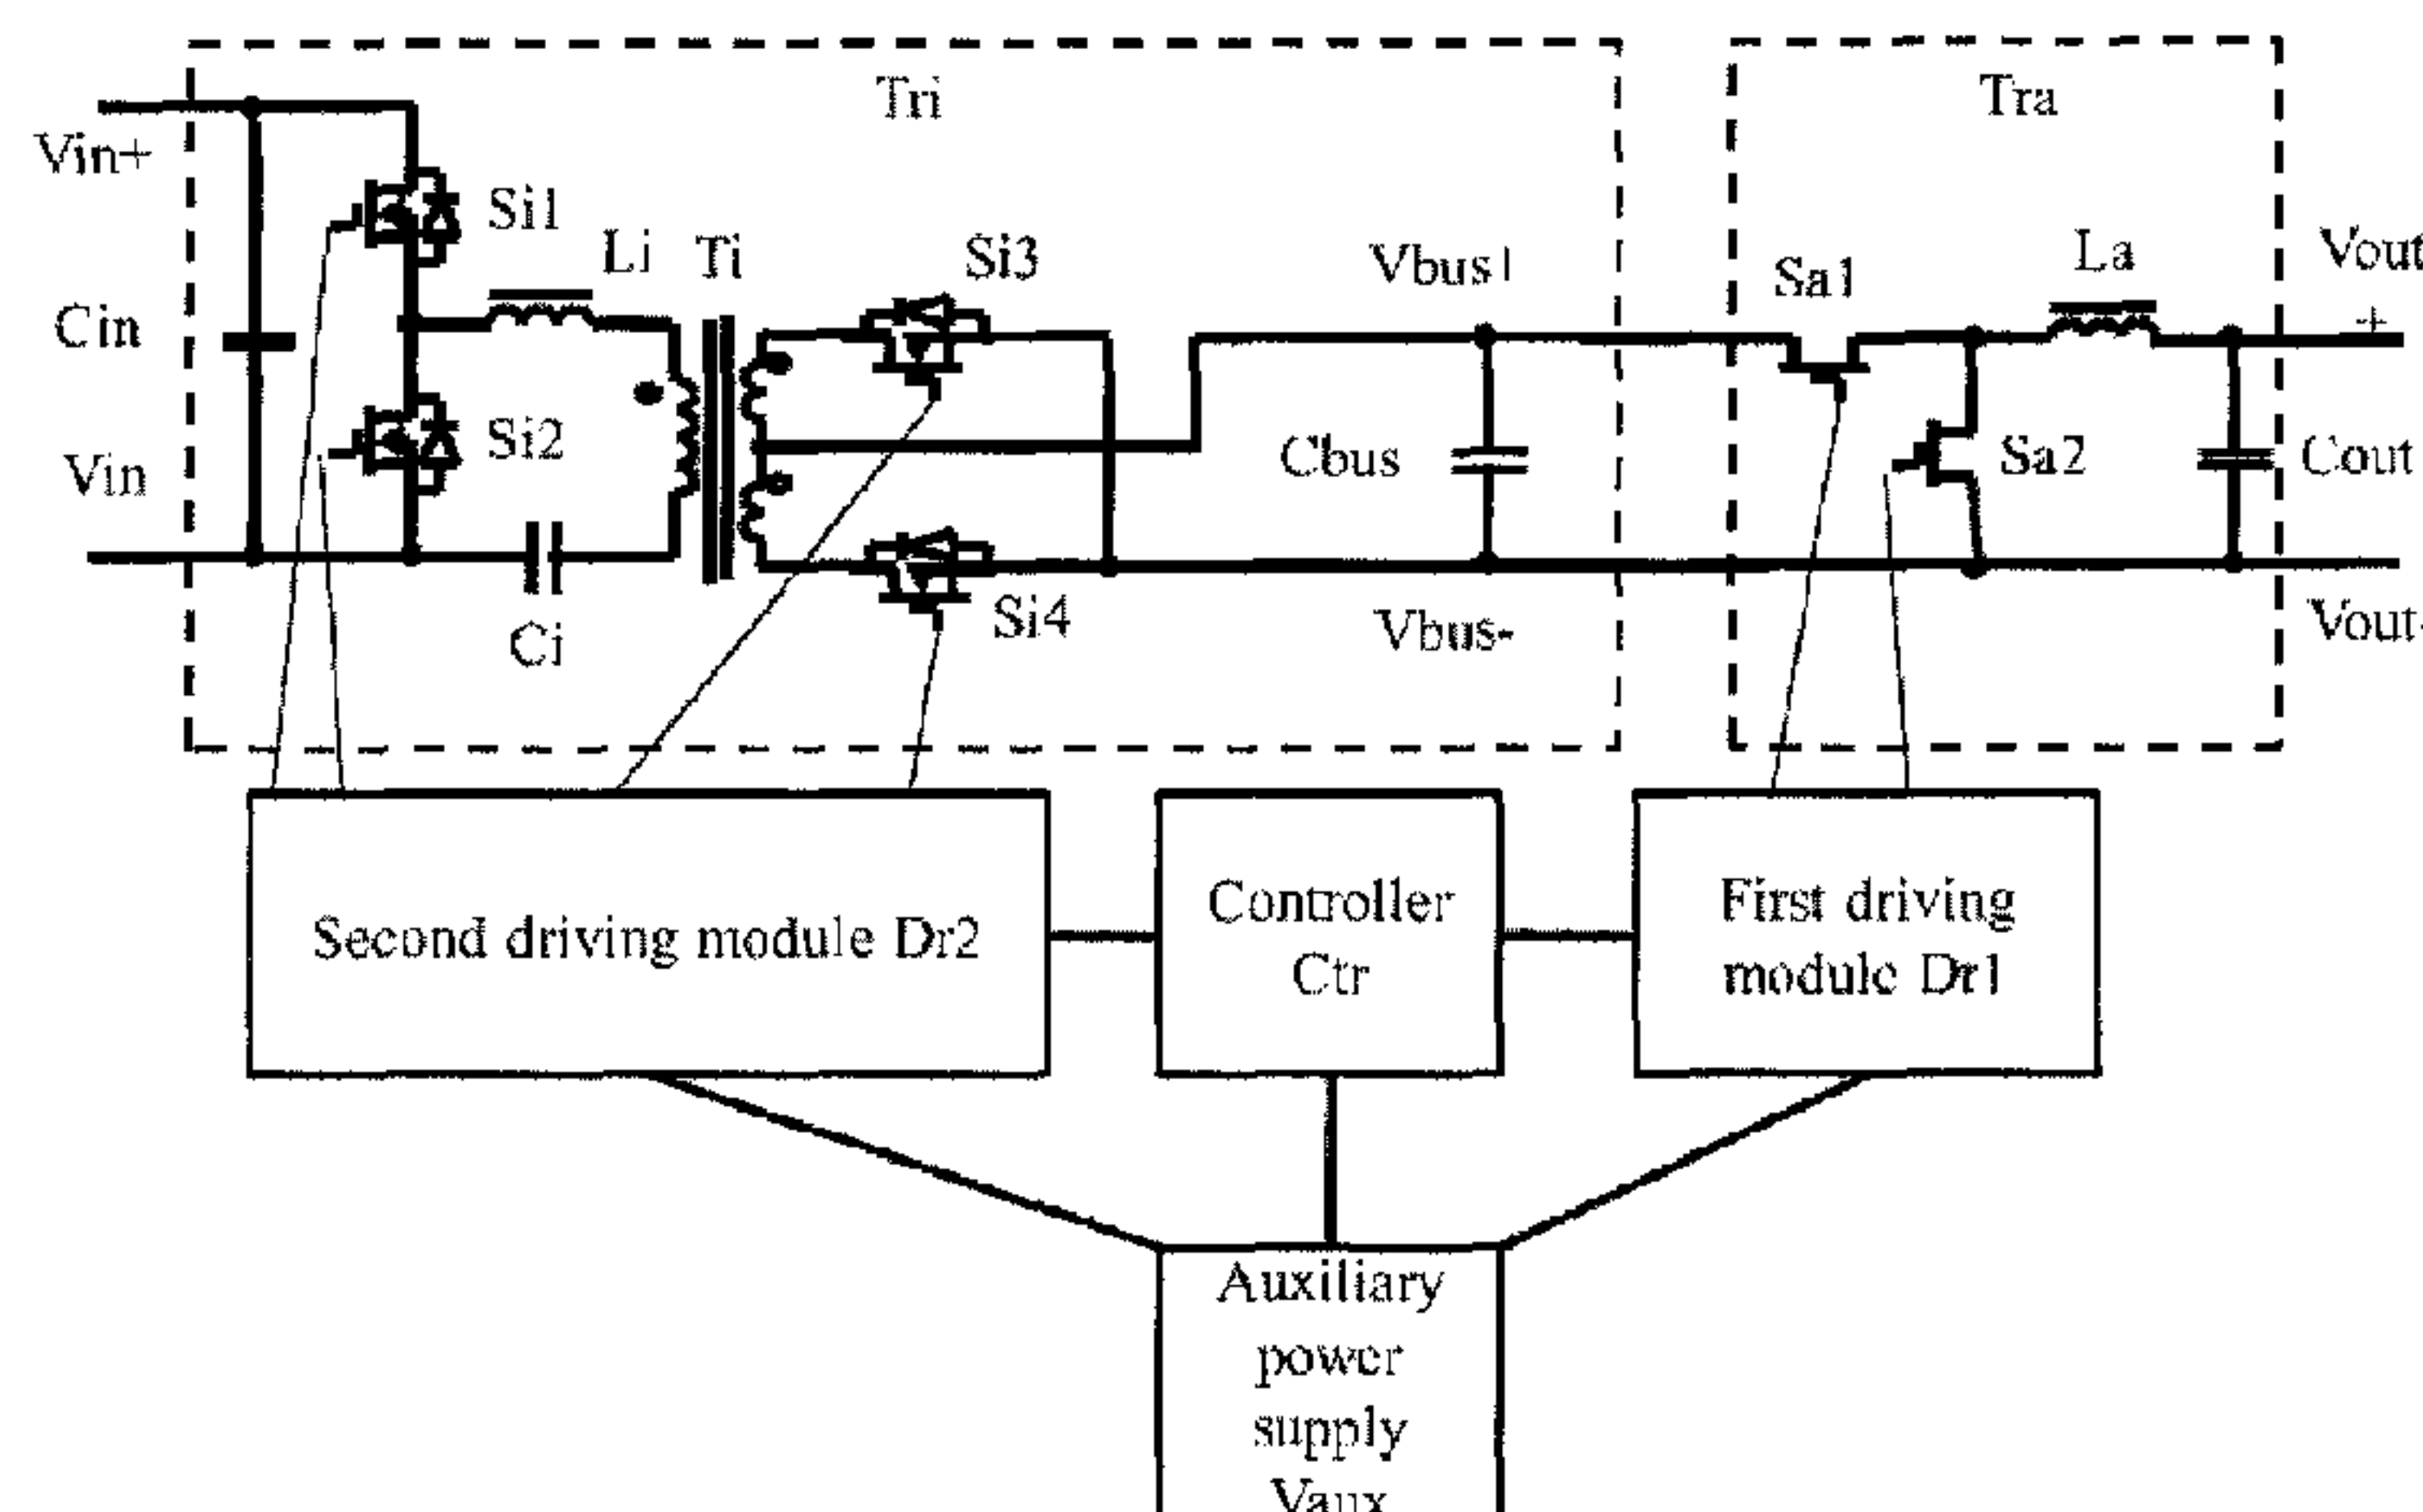 Tri
Tra
Vin+
Si1
Li
Ti
Si3
Vbus+
Sa1
La
Vout
+
Cin
Si2
Vin
Cbus
Sa2
Cout
Ci
Si4
Vbus-
Vout-
Second driving module Dr2
Controller
Ctr
First driving
module Dr1
Auxiliary
power
supply
Vaux